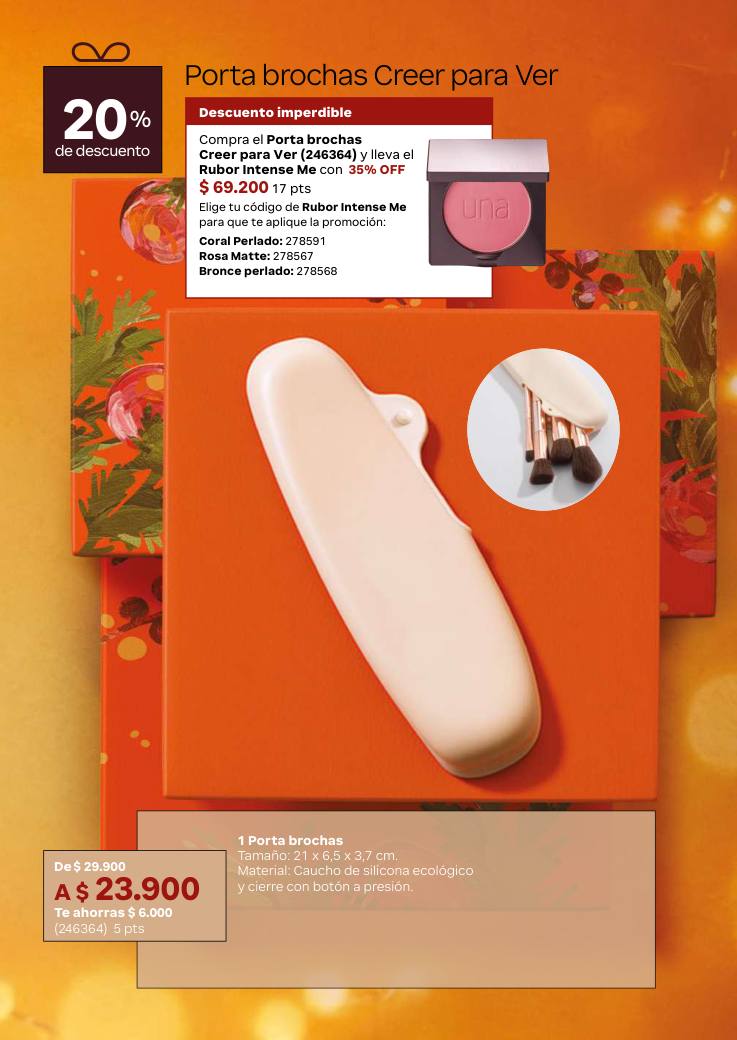 Porta brochas Creer para Ver
20%
de descuento
Descuento imperdible
Compra el Porta brochas
Creer para Ver (246364) y lleva el
Rubor Intense Me con 35% OFF
$ 69.200 17 pts
Elige tu código de Rubor Intense Me
para que te aplique la promoción:
Coral Perlado: 278591
Rosa Matte: 278567
Bronce perlado: 278568
una
1 Porta brochas
Tamaño: 21 x 6,5 x 3,7 cm.
Material: Caucho de silicona ecológico
y cierre con botón a presión.
De $ 29.900
A $ 23.900
Te ahorras $ 6.000
(246364) 5 pts